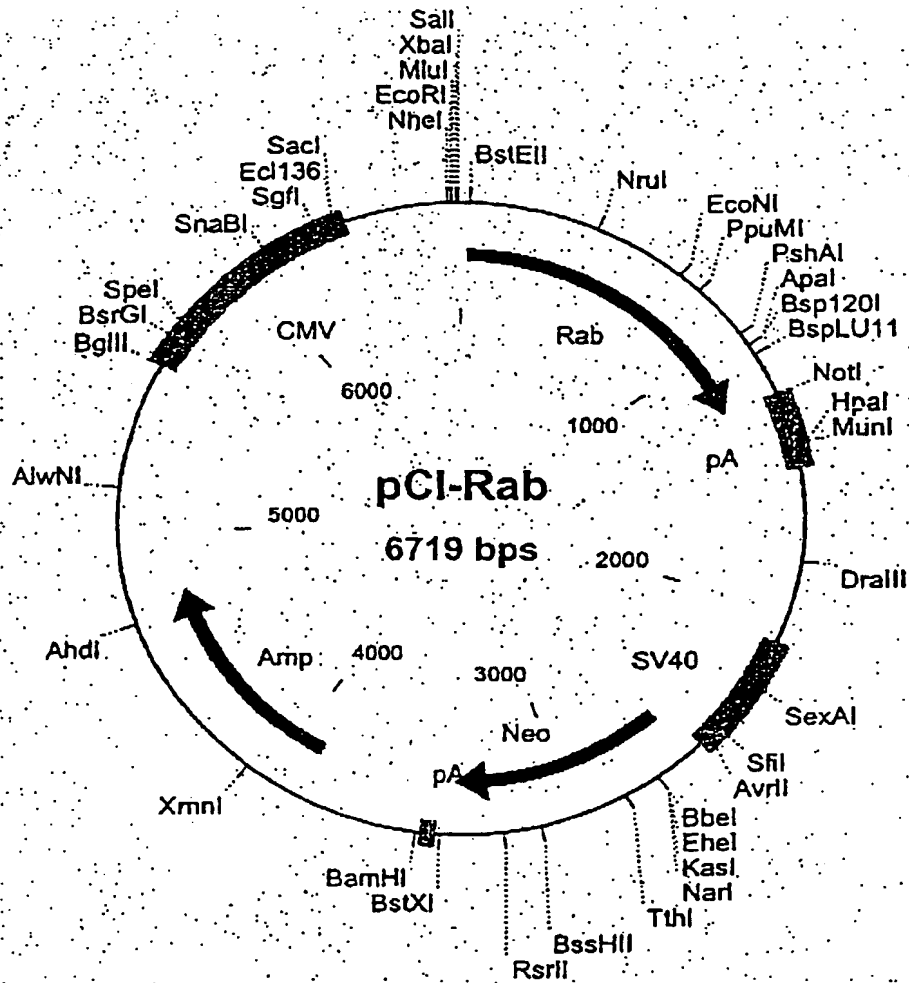 SalI
XbaI
MluI
EcoRI
NheI
BstEII
NruI
EcoNI
PpuMI
PshAI
ApaI
Bsp120I
BspLU11
NotI
HpaI
MunI
pA
DraIII
SV40
SexAI
SfiI
AvrII
BbeI
EheI
KasI
NarI
TthI
BssHII
RsrII
BstXI
BamHI
pA
Neo
XmnI
Amp
AhdI
AlwNI
BglII
BsrGI
SpeI
SnaBI
SgfI
Ecl136
SacI
CMV
Rab
1000
2000
3000
4000
5000
6000
pCI-Rab
6719 bps